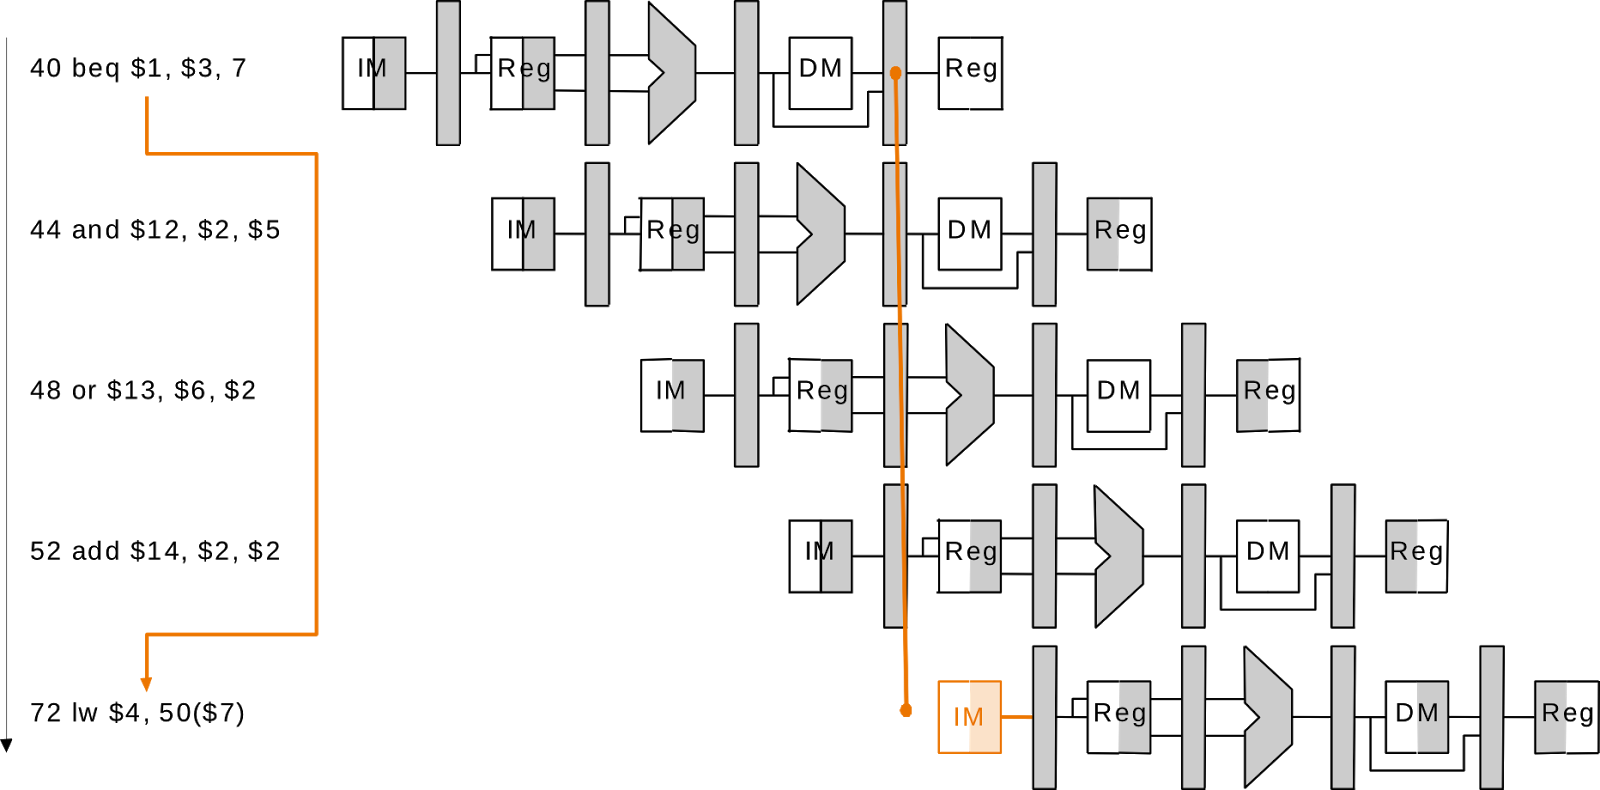 40 beq $1, $3, 7 IM Reg DM Reg
44 and $12, $2, $5 IM Reg DM Reg
48 or $13, $6, $2 IM Reg DM Reg
52 add $14, $2, $2 IM Reg DM Reg
72 lw $4, 50($7) IM Reg DM Reg